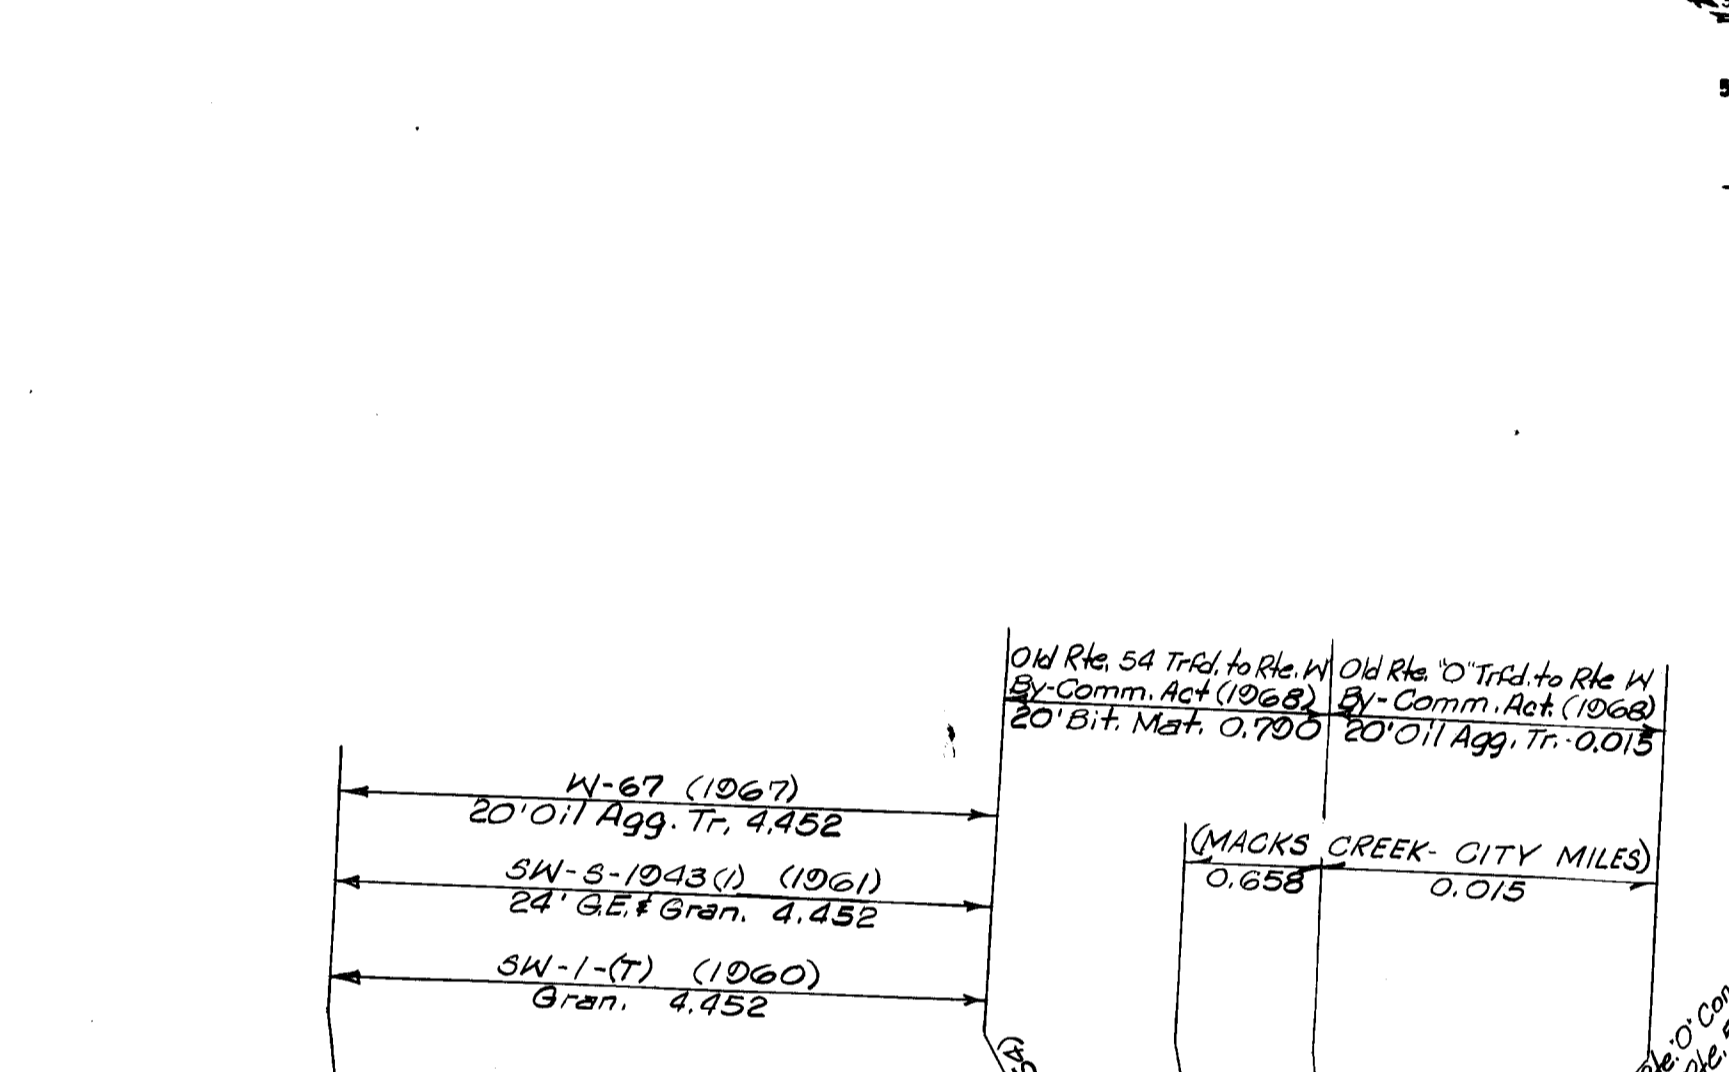 Old Rte. 54 Trfd. to Rte. W
By-Comm. Act (1968)
20' Bit. Mat. 0.790
Old Rte. "O" Trfd. to Rte W
By-Comm. Act. (1968)
20' Oil Agg. Tr. 0.015
W-67 (1967)
20' Oil Agg. Tr. 4.452
SW-S-1943(1) (1961)
24' G.E. & Gran. 4.452
SW-1-(T) (1960)
Gran. 4.452
(MACKS CREEK- CITY MILES)
0.658 0.015